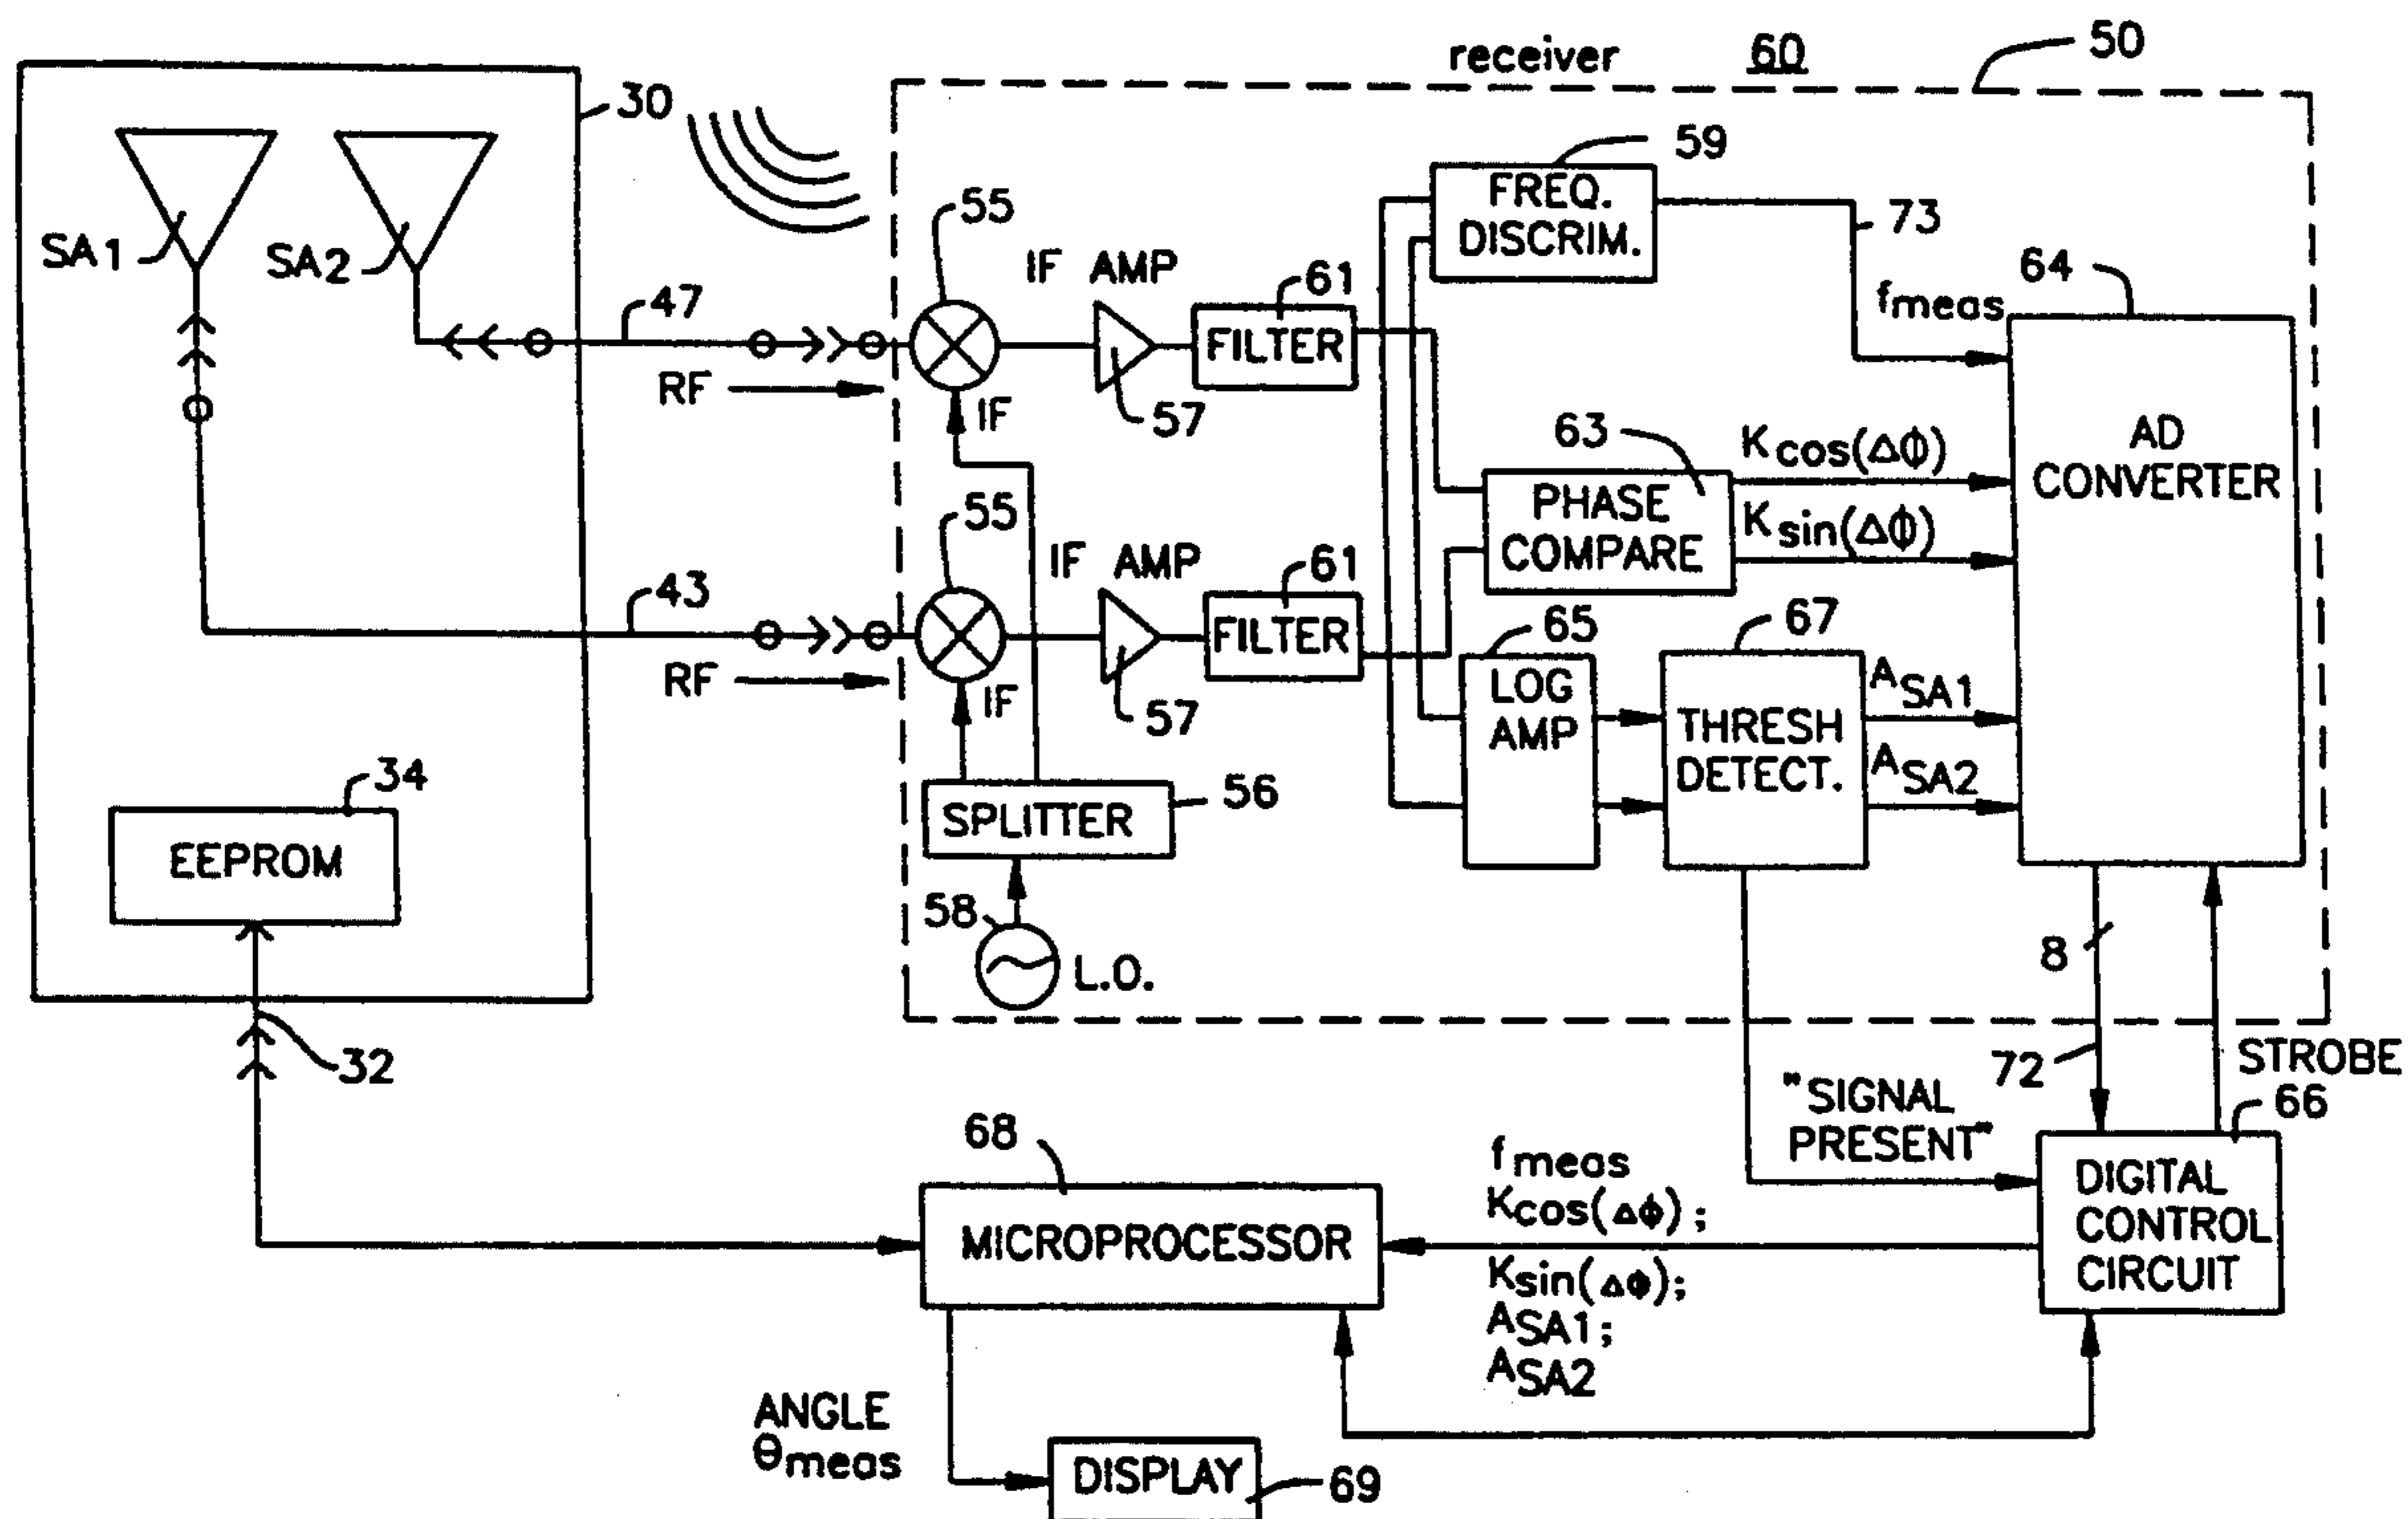 receiver 60 50
30
SA1
SA2
47
RF
43
RF
34
EEPROM
32
55
IF
IF AMP
57
61
FILTER
55
IF
IF AMP
57
61
FILTER
SPLITTER
56
58
L.O.
59
FREQ.
DISCRIM.
73
fmeas
64
AD
CONVERTER
63
PHASE
COMPARE
Kcos(Δϕ)
Ksin(Δϕ)
65
LOG
AMP
67
THRESH
DETECT.
ASA1
ASA2
8
72
STROBE
66
"SIGNAL
PRESENT"
DIGITAL
CONTROL
CIRCUIT
68
MICROPROCESSOR
fmeas
Kcos(Δϕ);
Ksin(Δϕ);
ASA1;
ASA2
ANGLE
θmeas
DISPLAY
69